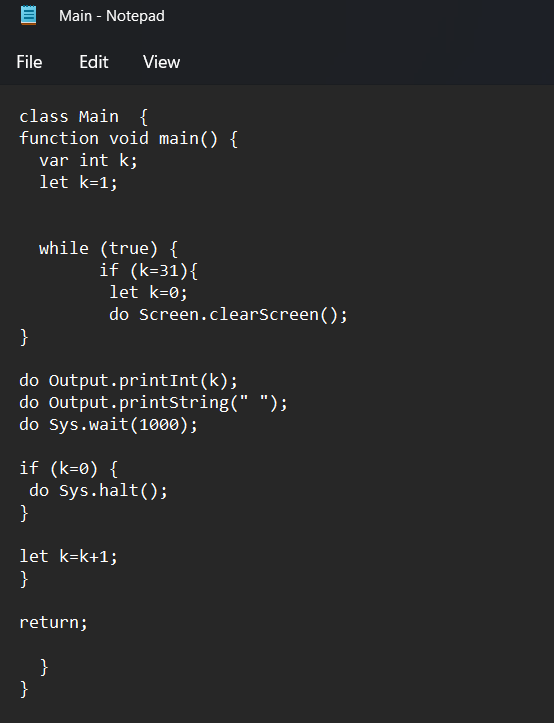 Main - Notepad
File Edit View
class Main  {
function void main() {
  var int k;
  let k=1;
  while (true) {
        if (k=31){
         let k=0;
         do Screen.clearScreen();
}
do Output.printInt(k);
do Output.printString(" ");
do Sys.wait(1000);
if (k=0) {
 do Sys.halt();
}
let k=k+1;
}
return;
  }
}